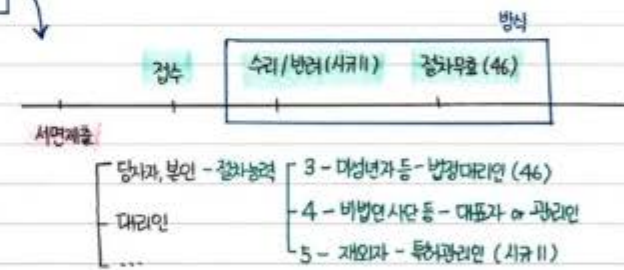 방식
접수 수리/반려(시규11) 절차무효(46)
서면제출
당사자, 본인 - 절차능력 3 - 미성년자 등 - 법정대리인 (46)
대리인 4 - 비법인사단 등 - 대표자 or 관리인
... 5 - 재외자 - 특허관리인 (시규11)